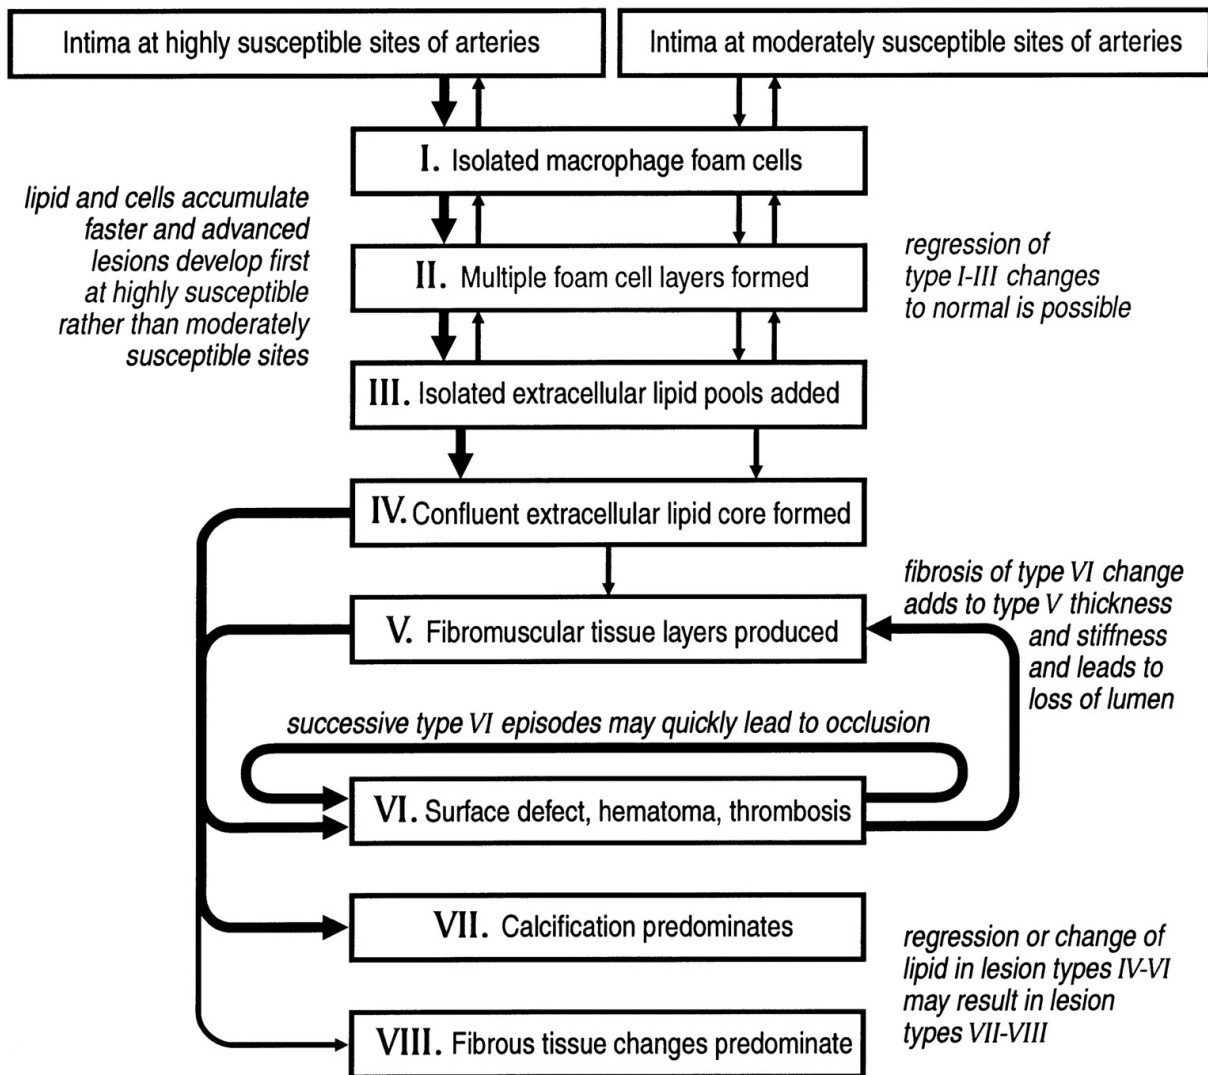 Intima at highly susceptible sites of arteries
Intima at moderately susceptible sites of arteries
I. Isolated macrophage foam cells
lipid and cells accumulate
faster and advanced
lesions develop first
at highly susceptible
rather than moderately
susceptible sites
II. Multiple foam cell layers formed
regression of
type I-III changes
to normal is possible
III. Isolated extracellular lipid pools added
IV. Confluent extracellular lipid core formed
fibrosis of type VI change
adds to type V thickness
and stiffness
and leads to
loss of lumen
V. Fibromuscular tissue layers produced
successive type VI episodes may quickly lead to occlusion
VI. Surface defect, hematoma, thrombosis
VII. Calcification predominates
regression or change of
lipid in lesion types IV-VI
may result in lesion
types VII-VIII
VIII. Fibrous tissue changes predominate